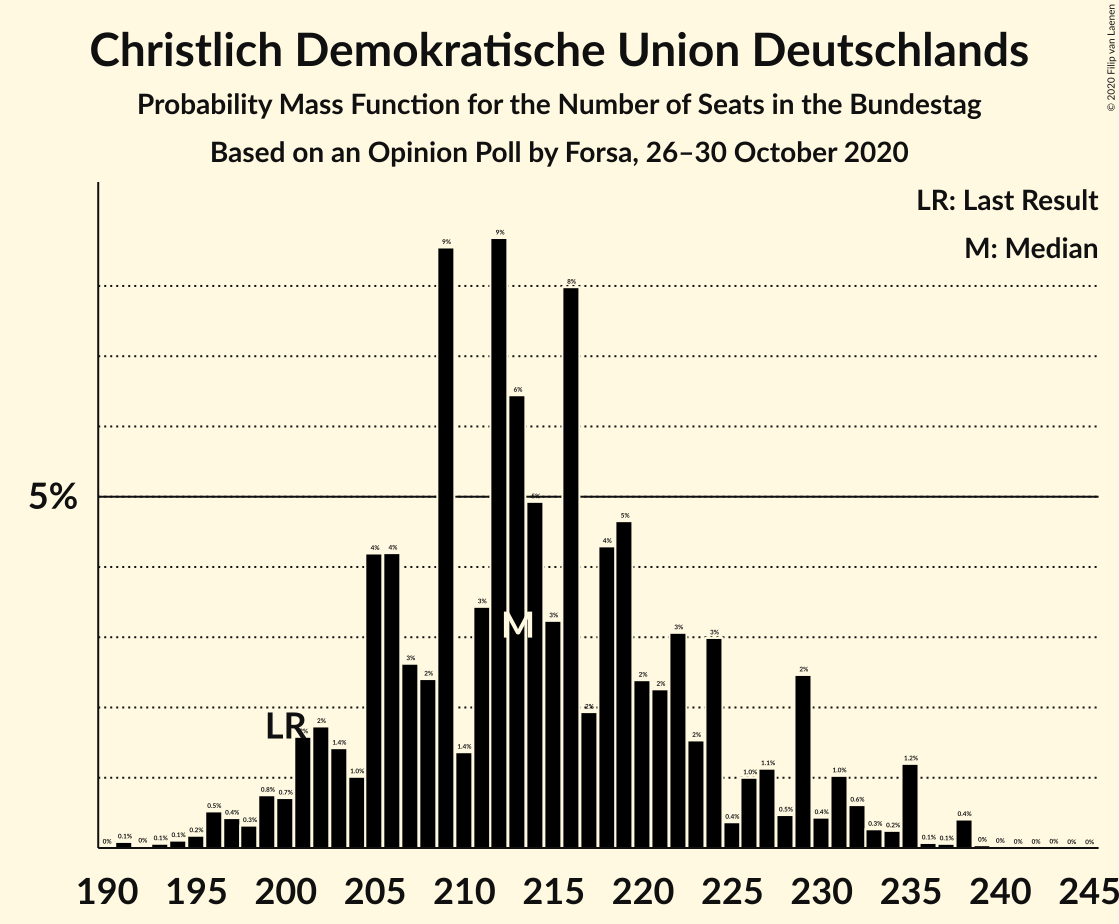 Christlich Demokratische Union Deutschlands
Probability Mass Function for the Number of Seats in the Bundestag
Based on an Opinion Poll by Forsa, 26–30 October 2020
© 2020 Filip van Laenen
LR: Last Result
M: Median
5%
LR
M
0% 0.1% 0% 0.1% 0.1% 0.2% 0.5% 0.4% 0.3% 0.8% 0.7% 2% 1.4% 1.0% 4% 4% 3% 2% 9% 1.4% 3% 9% 6% 5% 3% 8% 2% 4% 5% 2% 2% 3% 2% 3% 0.4% 1.0% 1.1% 0.5% 2% 0.4% 1.0% 0.6% 0.3% 0.2% 1.2% 0.1% 0.1% 0.4% 0% 0% 0% 0% 0% 0% 0%
190 195 200 205 210 215 220 225 230 235 240 245